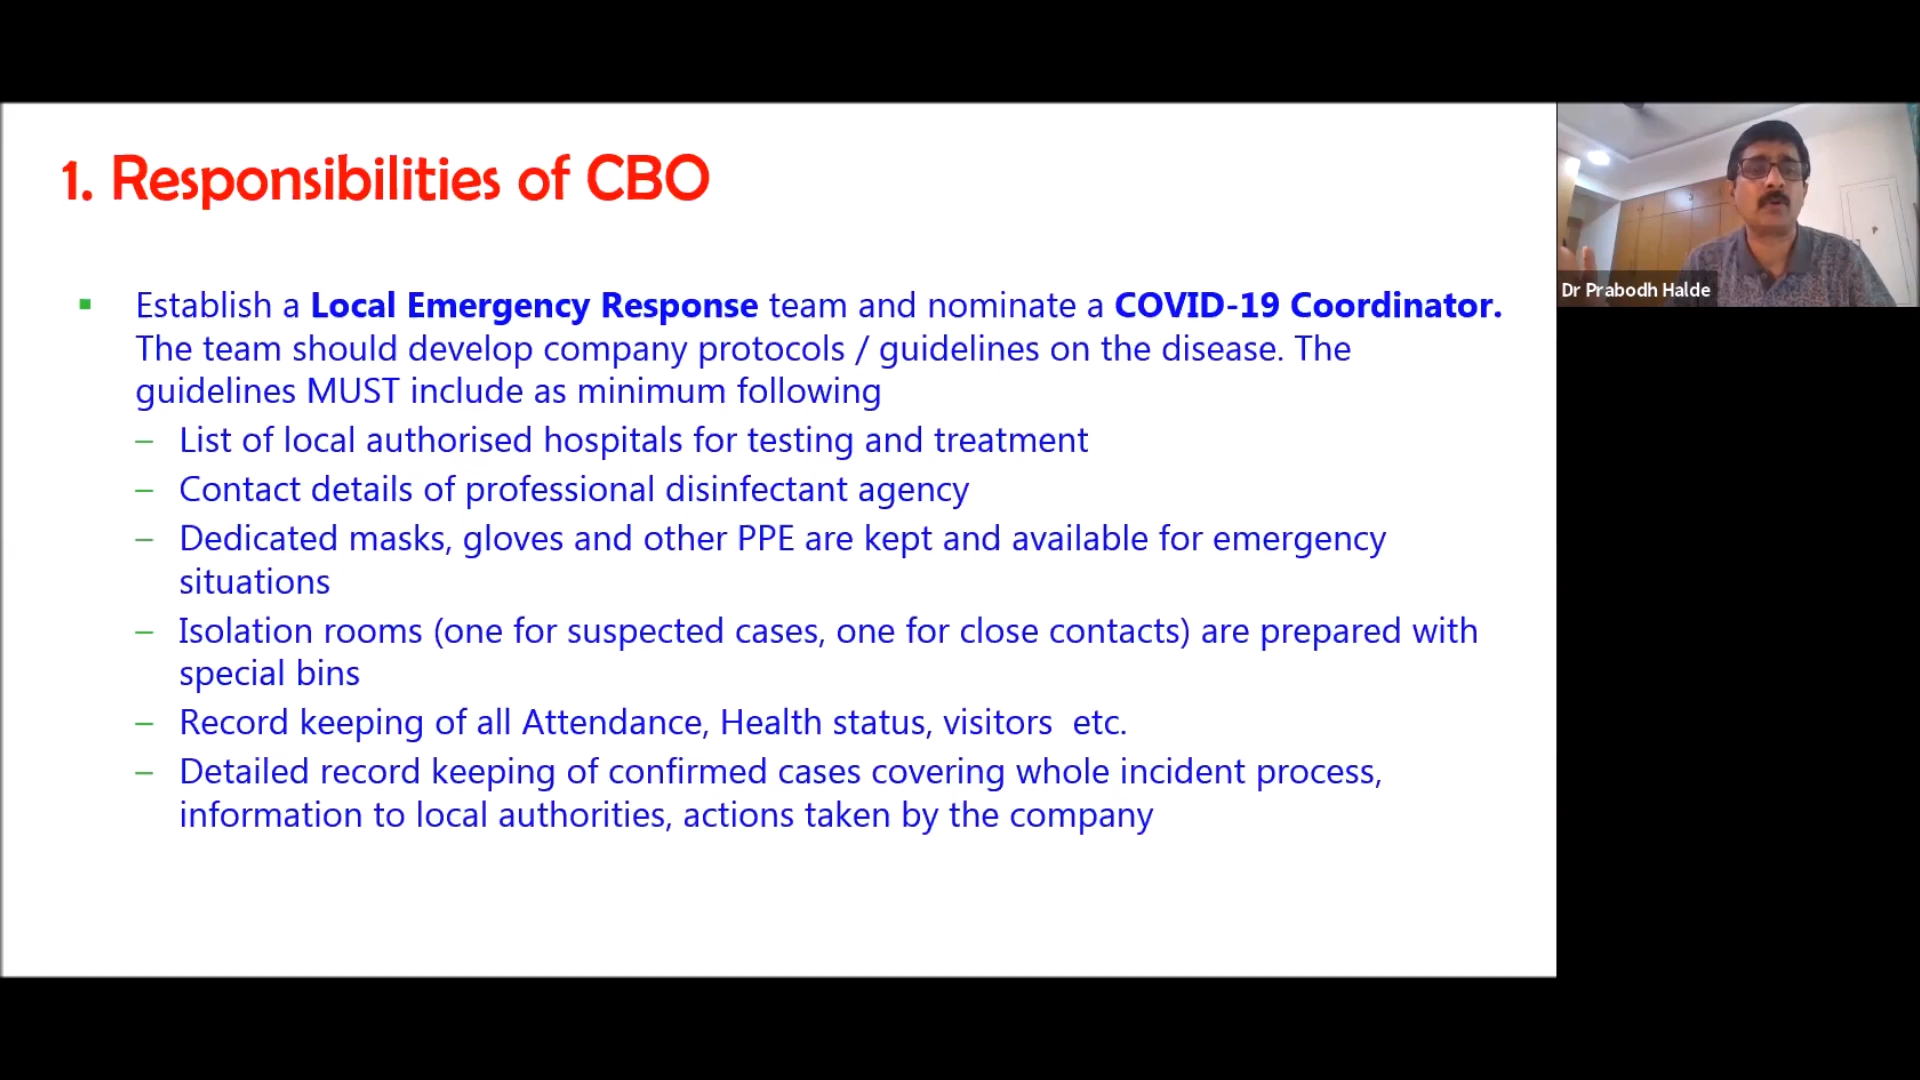 1. Responsibilities of CBO
Dr Prabodh Halde
▪ Establish a Local Emergency Response team and nominate a COVID-19 Coordinator.
The team should develop company protocols / guidelines on the disease. The
guidelines MUST include as minimum following
– List of local authorised hospitals for testing and treatment
– Contact details of professional disinfectant agency
– Dedicated masks, gloves and other PPE are kept and available for emergency
situations
– Isolation rooms (one for suspected cases, one for close contacts) are prepared with
special bins
– Record keeping of all Attendance, Health status, visitors  etc.
– Detailed record keeping of confirmed cases covering whole incident process,
information to local authorities, actions taken by the company